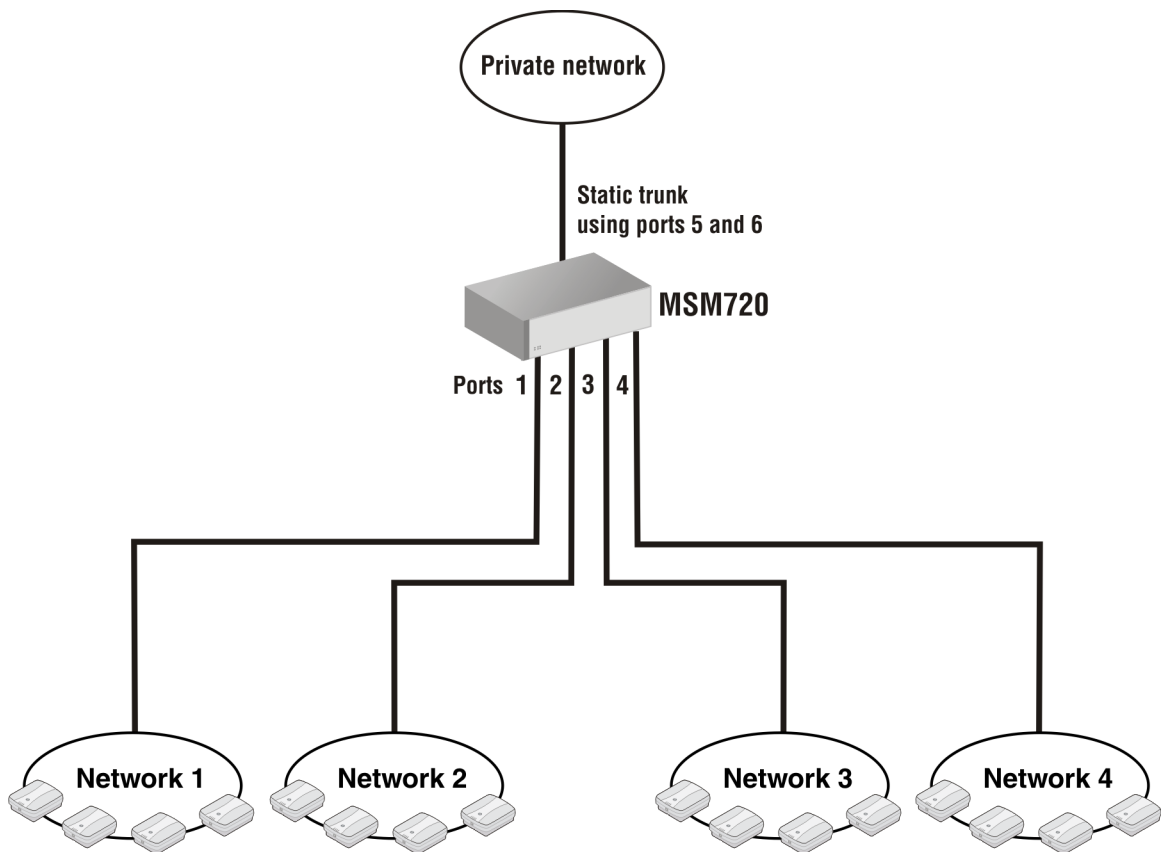 Private network
Static trunk
using ports 5 and 6
MSM720
Ports 1 2 3 4
Network 1 Network 2 Network 3 Network 4